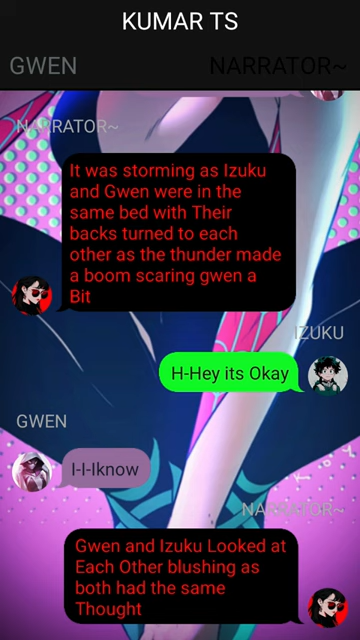 KUMAR TS
GWEN
NARRATOR~
NARRATOR~
It was storming as Izuku
and Gwen were in the
same bed with Their
backs turned to each
other as the thunder made
a boom scaring gwen a
Bit
IZUKU
H-Hey its Okay
GWEN
I-I-Iknow
NARRATOR~
Gwen and Izuku Looked at
Each Other blushing as
both had the same
Thought